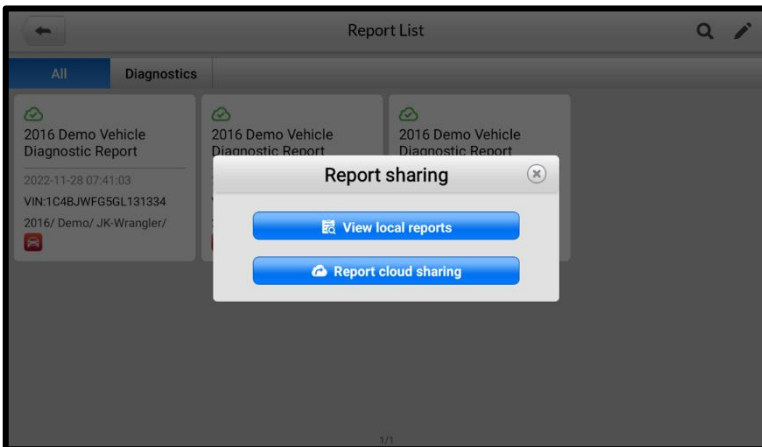 Report List
All
Diagnostics
2016 Demo Vehicle
Diagnostic Report
2022-11-28 07:41:03
VIN:1C4BJWFG5GL131334
2016/ Demo/ JK-Wrangler/
2016 Demo Vehicle
Diagnostic Report
2016 Demo Vehicle
Diagnostic Report
Report sharing
View local reports
Report cloud sharing
1/1